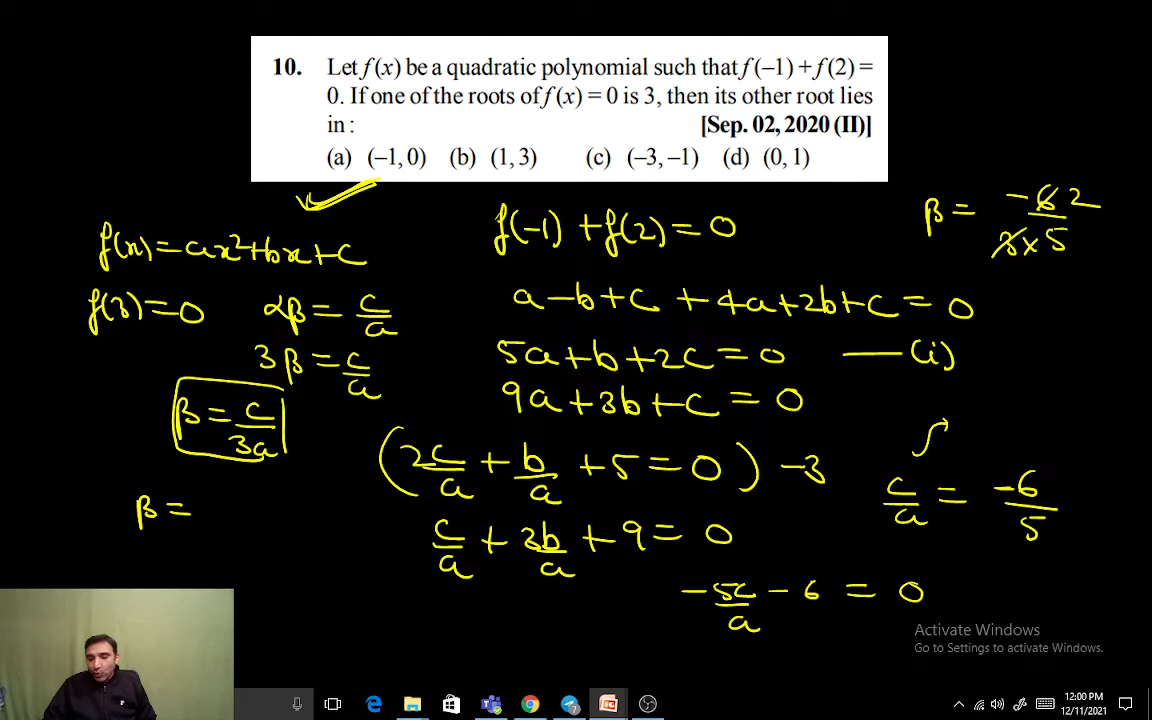 10. Let f(x) be a quadratic polynomial such that f(–1) + f(2) =
0. If one of the roots of f(x) = 0 is 3, then its other root lies
in : [Sep. 02, 2020 (II)]
(a) (–1, 0) (b) (1, 3) (c) (–3, –1) (d) (0, 1)
f(x) = ax² + bx + c
f(3) = 0
αβ = c/a
3β = c/a
β = c/3a
β =
f(-1) + f(2) = 0
a - b + c + 4a + 2b + c = 0
5a + b + 2c = 0 —(i)
9a + 3b + c = 0
(2c/a + b/a + 5 = 0) -3
c/a + 3b/a + 9 = 0
-5c/a - 6 = 0
c/a = -6/5
β = -6 2/3×5
Activate Windows
Go to Settings to activate Windows.
12:00 PM
12/11/2021